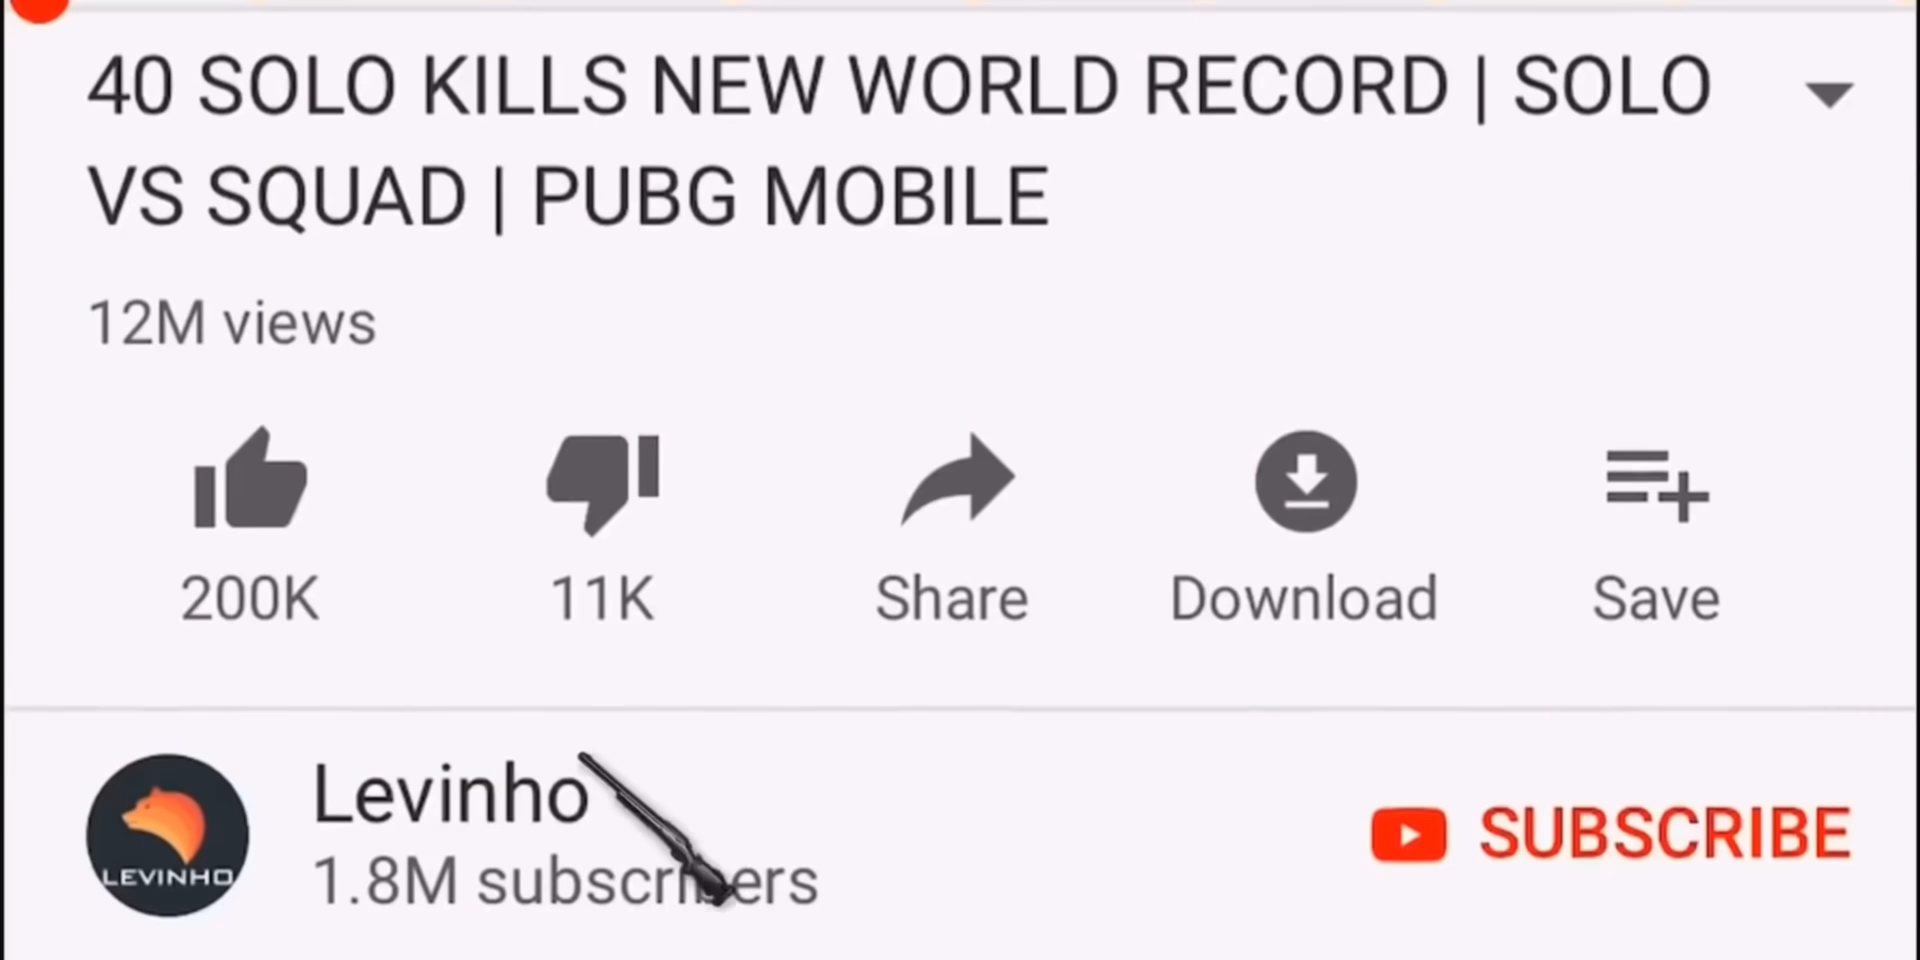 40 SOLO KILLS NEW WORLD RECORD | SOLO
VS SQUAD | PUBG MOBILE
12M views
200K
11K
Share
Download
Save
Levinho
1.8M subscribers
LEVINHO
SUBSCRIBE